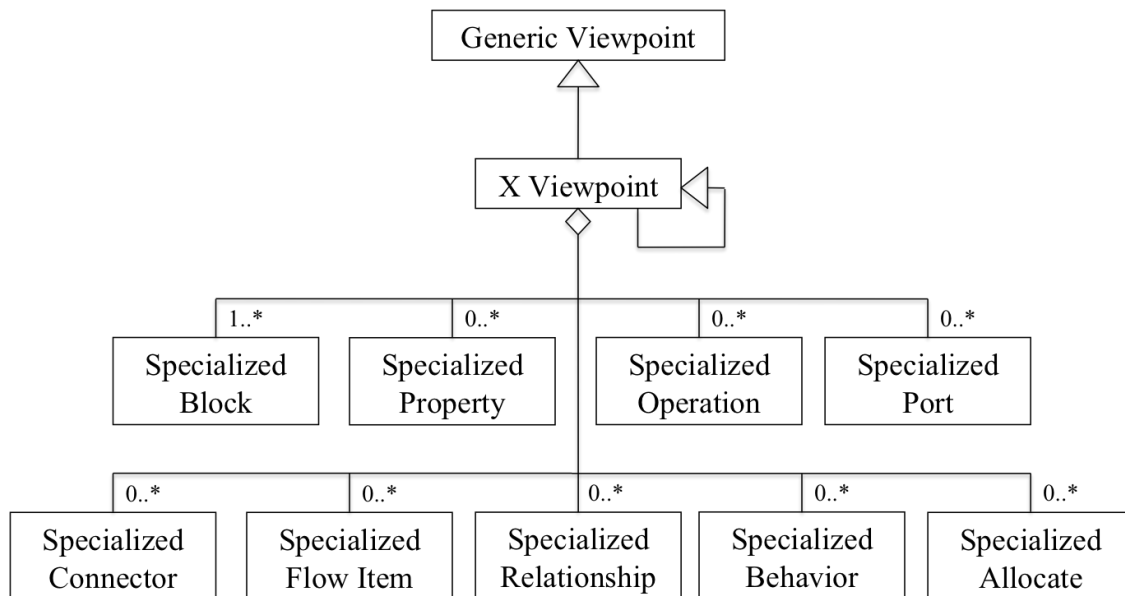 Generic Viewpoint
X Viewpoint
1..* 0..* 0..* 0..*
Specialized Block
Specialized Property
Specialized Operation
Specialized Port
0..* 0..* 0..* 0..* 0..*
Specialized Connector
Specialized Flow Item
Specialized Relationship
Specialized Behavior
Specialized Allocate